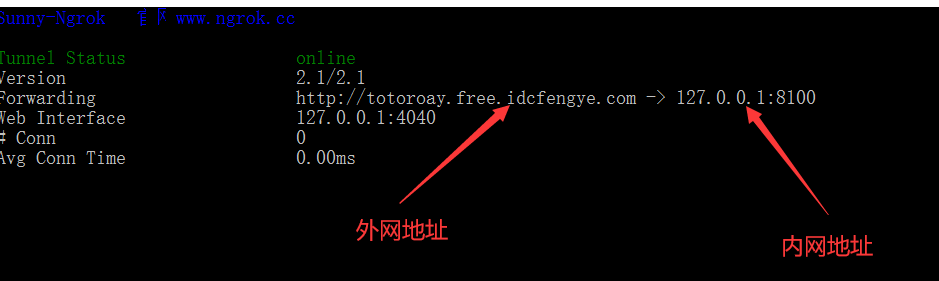 Sunny-Ngrok 官网 www.ngrok.cc
Tunnel Status online
Version 2.1/2.1
Forwarding http://totoroay.free.idcfengye.com -> 127.0.0.1:8100
Web Interface 127.0.0.1:4040
# Conn 0
Avg Conn Time 0.00ms
外网地址
内网地址